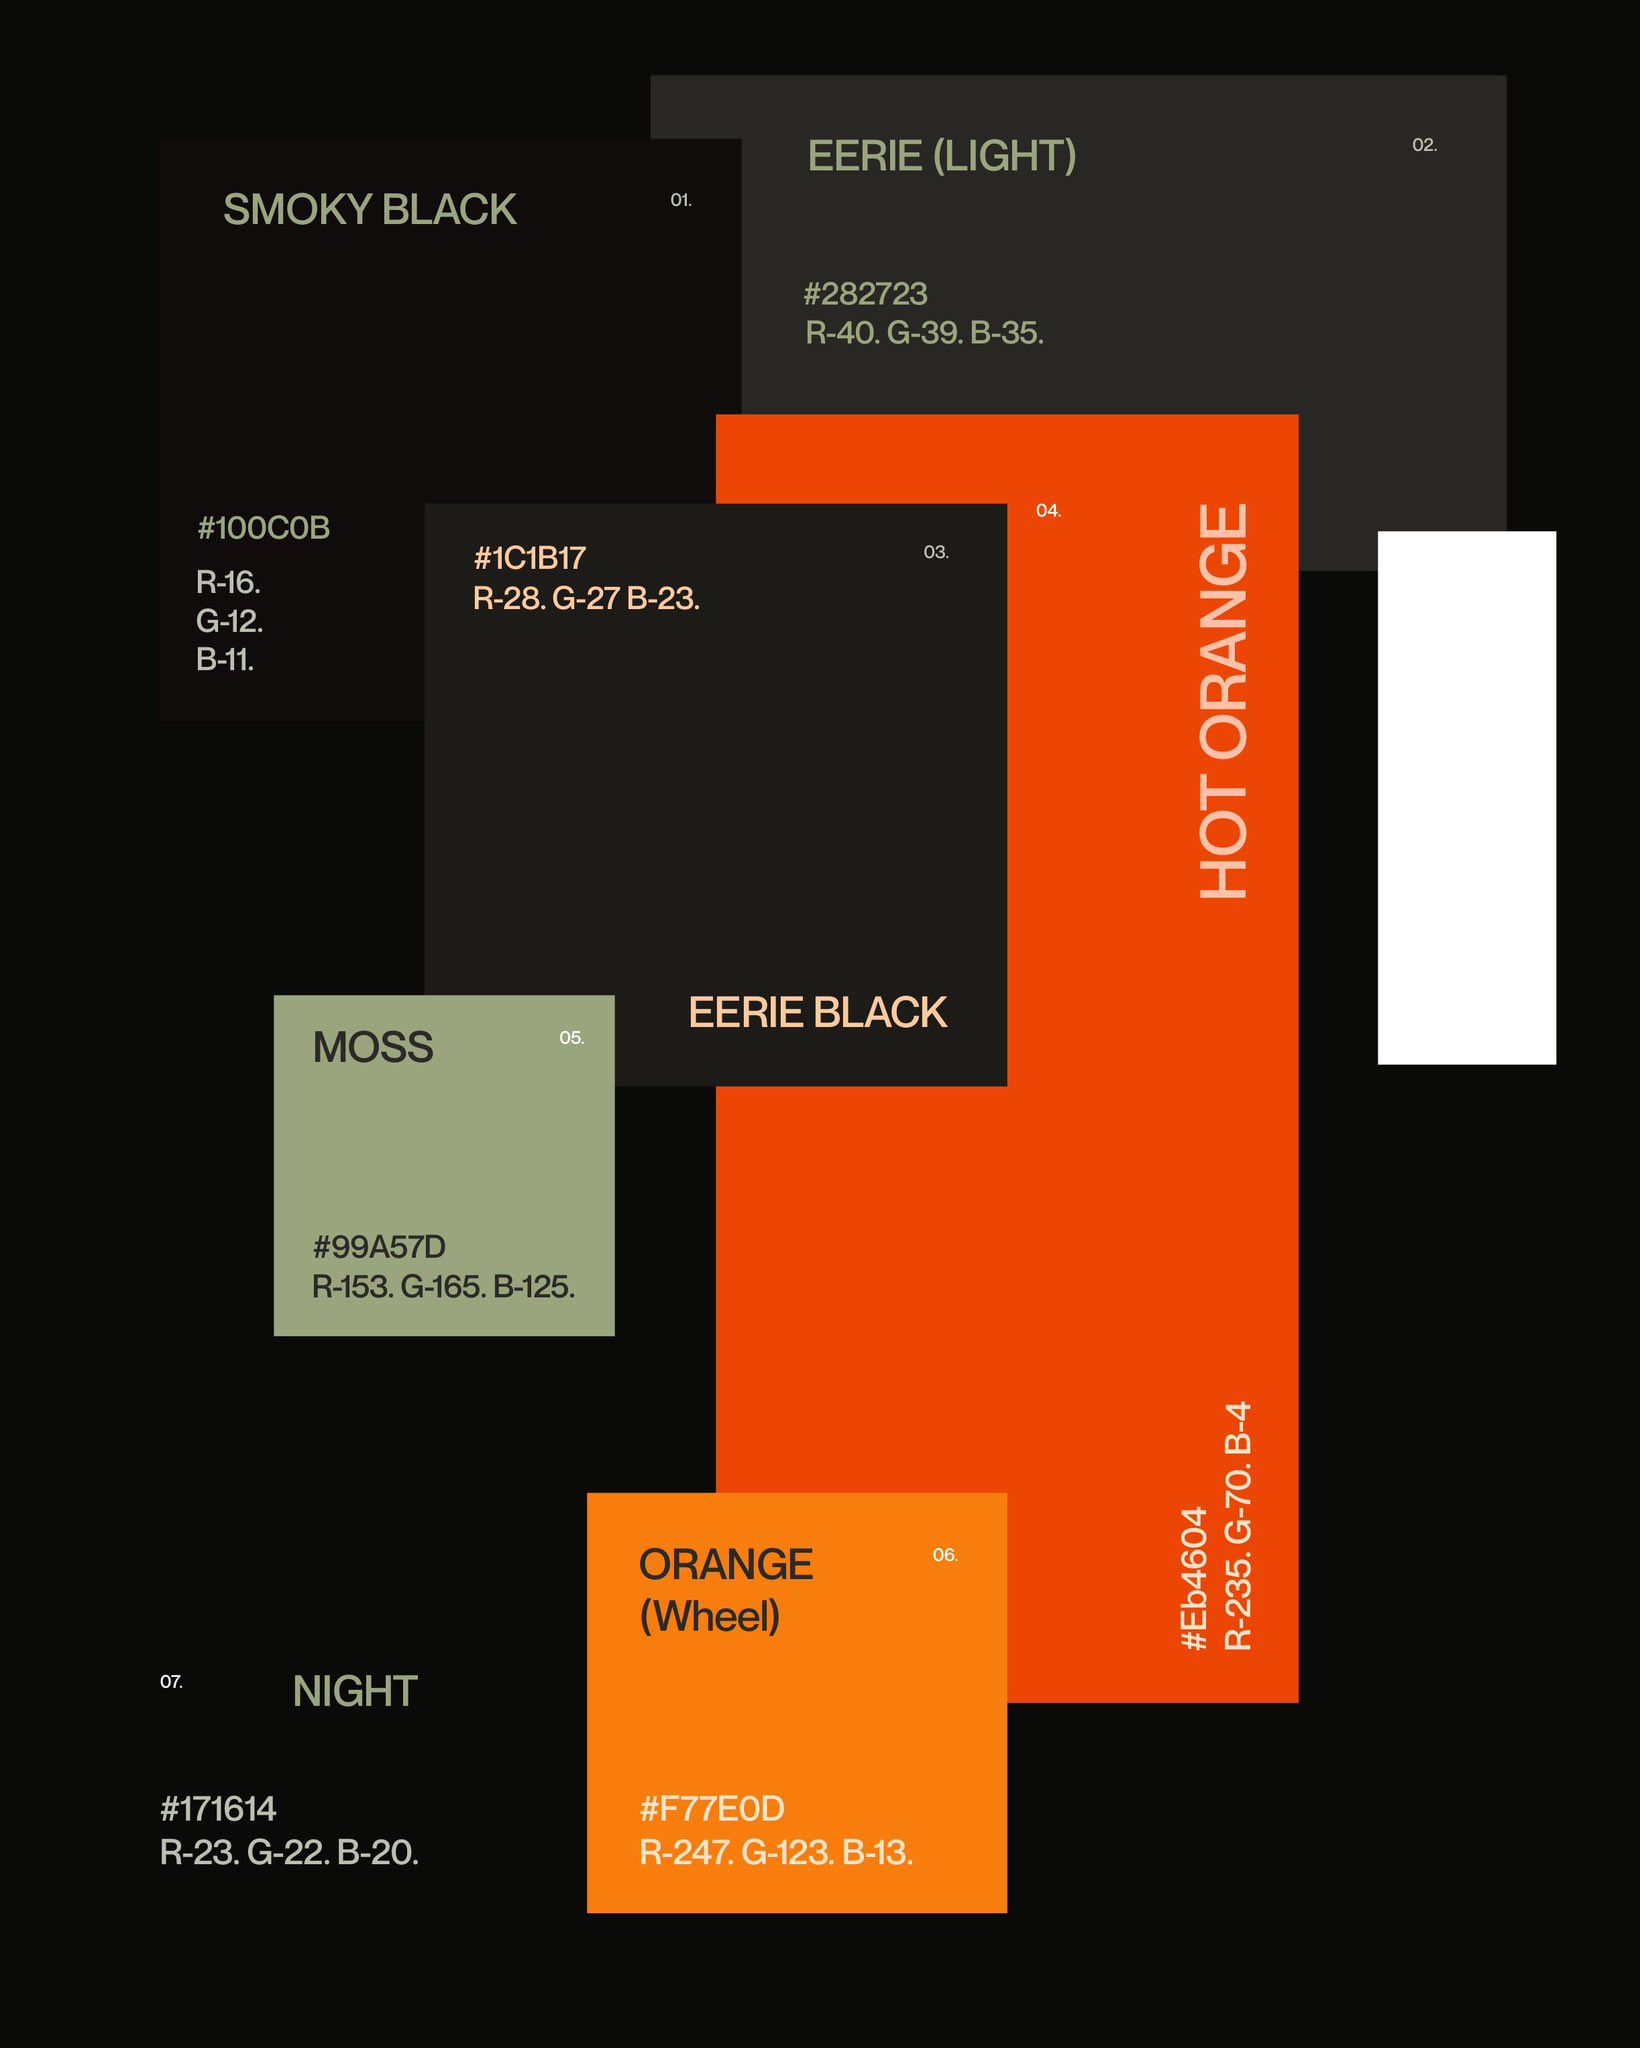 SMOKY BLACK
01.
#100C0B
R-16.
G-12.
B-11.
EERIE (LIGHT)
02.
#282723
R-40. G-39. B-35.
#1C1B17
R-28. G-27 B-23.
03.
EERIE BLACK
04.
HOT ORANGE
#Eb4604
R-235. G-70. B-4
MOSS
05.
#99A57D
R-153. G-165. B-125.
ORANGE
(Wheel)
06.
#F77E0D
R-247. G-123. B-13.
07.
NIGHT
#171614
R-23. G-22. B-20.